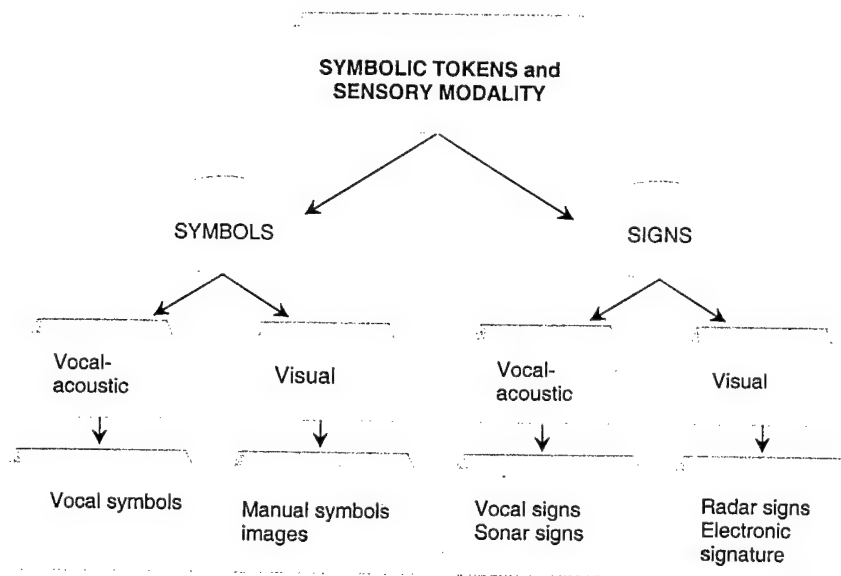 SYMBOLIC TOKENS and
SENSORY MODALITY
SYMBOLS
SIGNS
Vocal-
acoustic
Visual
Vocal-
acoustic
Visual
Vocal symbols
Manual symbols
images
Vocal signs
Sonar signs
Radar signs
Electronic
signature